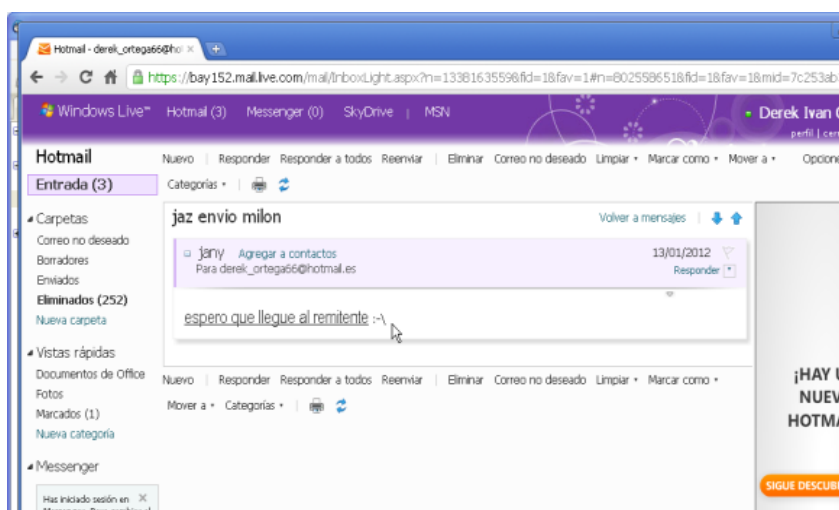 Hotmail - derek_ortega66@hot
https://bay152.mail.live.com/mail/InboxLight.aspx?n=1338163559&fid=1&fav=1#n=802558651&fid=1&fav=1&mid=7c253ab
Windows Live™ Hotmail (3) Messenger (0) SkyDrive | MSN
Derek Ivan
perfil |
Hotmail
Nuevo | Responder Responder a todos Reenviar | Eliminar Correo no deseado Limpiar Marcar como Mover a
Entrada (3)
Categorías
Carpetas
Correo no deseado
Borradores
Enviados
Eliminados (252)
Nueva carpeta
Vistas rápidas
Documentos de Office
Fotos
Marcados (1)
Nueva categoría
Messenger
Has iniciado sesión en
jaz envio milon
Volver a mensajes
jany Agregar a contactos 13/01/2012
Para derek_ortega66@hotmail.es Responder
espero que llegue al remitente :-\
Nuevo | Responder Responder a todos Reenviar | Eliminar Correo no deseado Limpiar Marcar como
Mover a Categorías
¡HAY
NUEV
HOTMA
SIGUE DESCUB